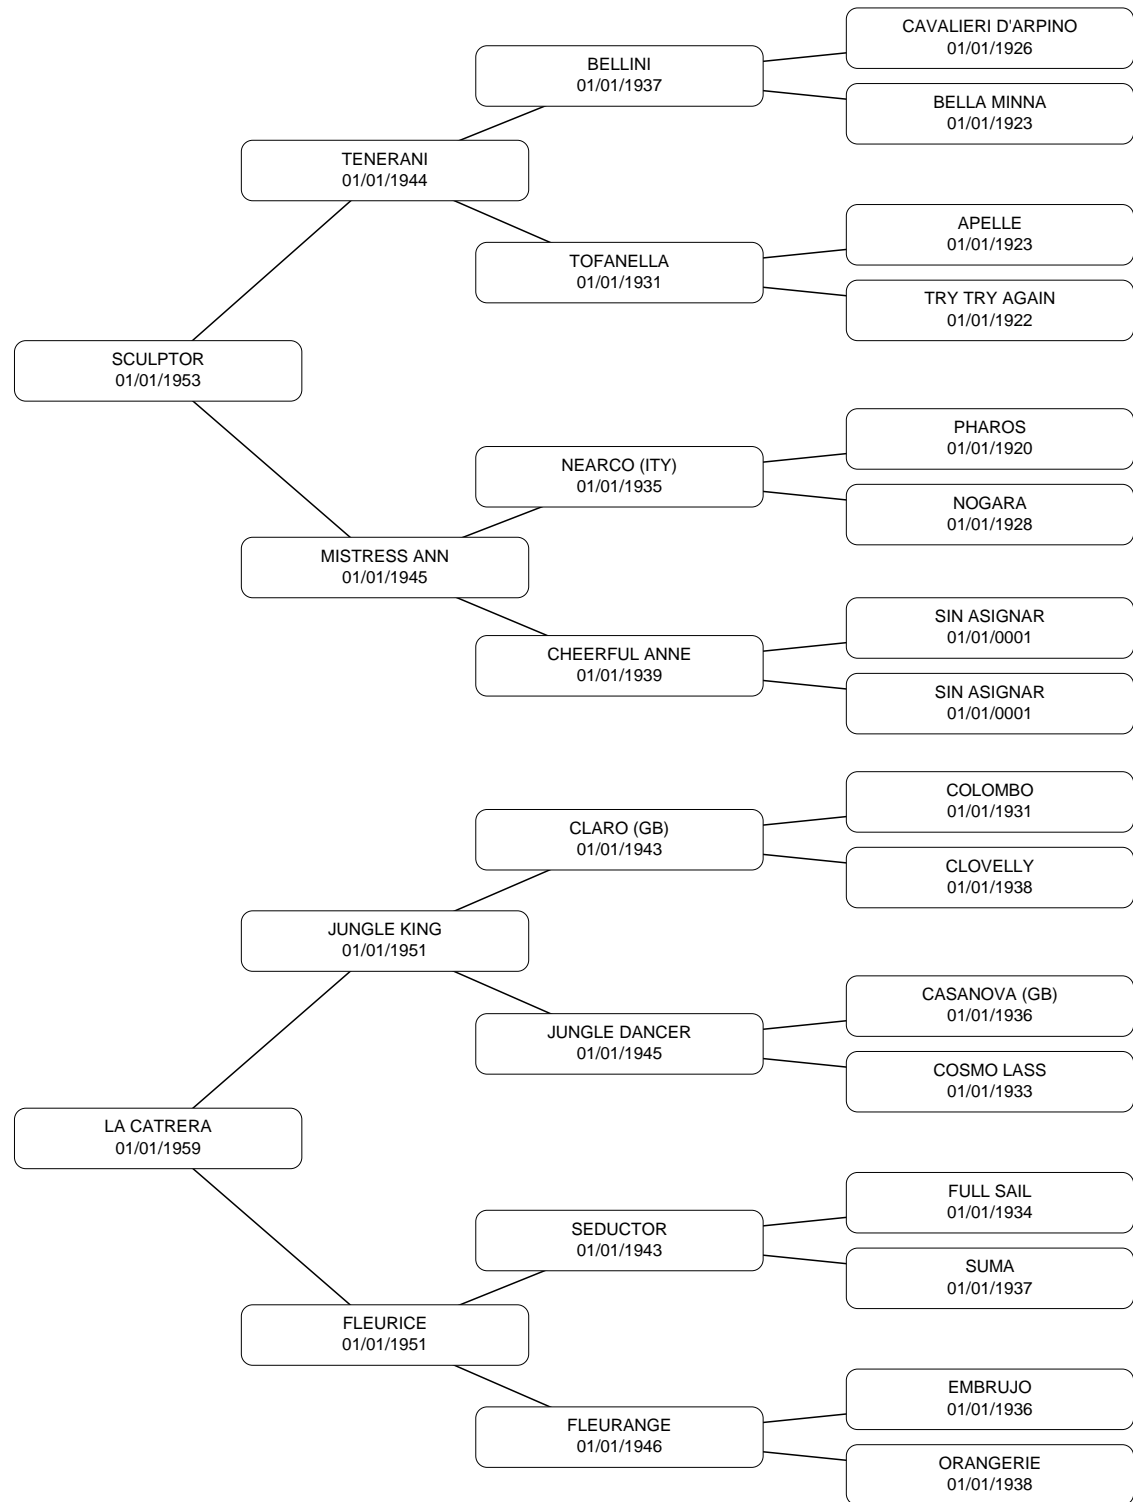 CAVALIERI D'ARPINO
01/01/1926
BELLINI
01/01/1937
BELLA MINNA
01/01/1923
TENERANI
01/01/1944
APELLE
01/01/1923
TOFANELLA
01/01/1931
TRY TRY AGAIN
01/01/1922
SCULPTOR
01/01/1953
PHAROS
01/01/1920
NEARCO (ITY)
01/01/1935
NOGARA
01/01/1928
MISTRESS ANN
01/01/1945
SIN ASIGNAR
01/01/0001
CHEERFUL ANNE
01/01/1939
SIN ASIGNAR
01/01/0001
COLOMBO
01/01/1931
CLARO (GB)
01/01/1943
CLOVELLY
01/01/1938
JUNGLE KING
01/01/1951
CASANOVA (GB)
01/01/1936
JUNGLE DANCER
01/01/1945
COSMO LASS
01/01/1933
LA CATRERA
01/01/1959
FULL SAIL
01/01/1934
SEDUCTOR
01/01/1943
SUMA
01/01/1937
FLEURICE
01/01/1951
EMBRUJO
01/01/1936
FLEURANGE
01/01/1946
ORANGERIE
01/01/1938